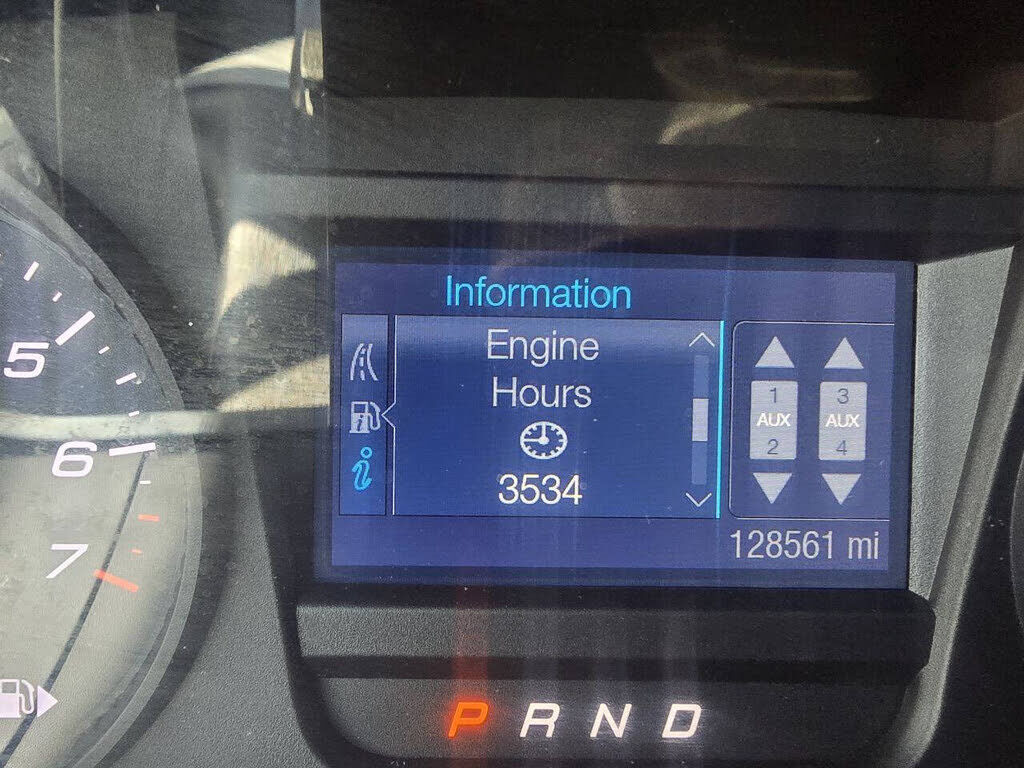 Information
Engine
Hours
3534
1 3
AUX AUX
2 4
128561 mi
5
6
7
P R N D